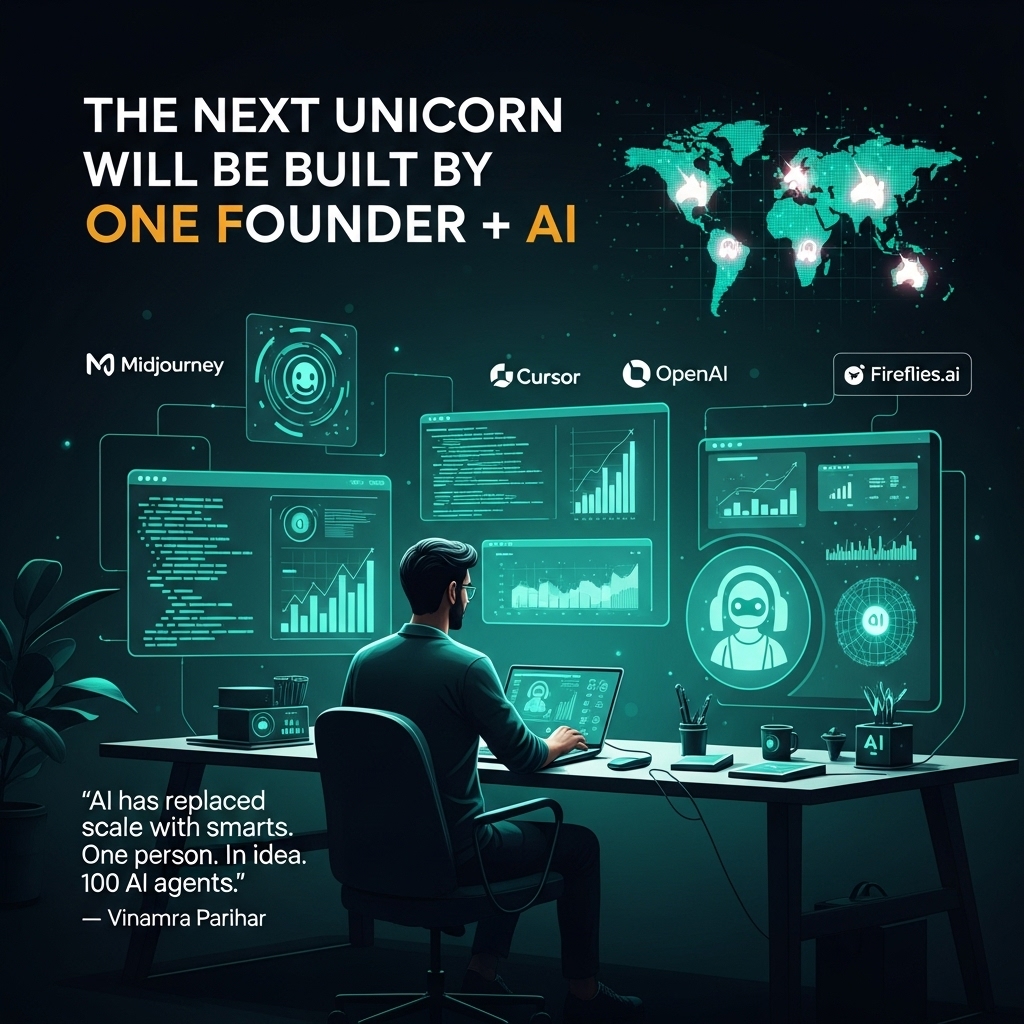 THE NEXT UNICORN
WILL BE BUILT BY
ONE FOUNDER + AI
Midjourney
Cursor
OpenAI
Fireflies.ai
AI
“AI has replaced
scale with smarts.
One person. In idea.
100 AI agents.”
— Vinamra Parihar